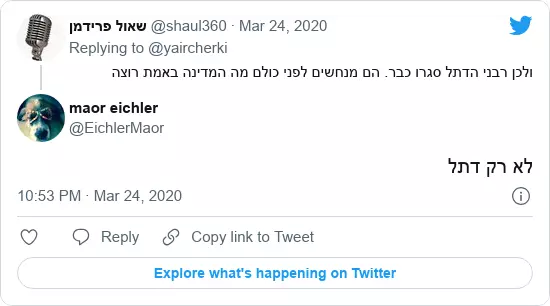 שאול פרידמן @shaul360 · Mar 24, 2020
Replying to @yaircherki
ולכן רבני הדתל סגרו כבר. הם מנחשים לפני כולם מה המדינה באמת רוצה
maor eichler
@EichlerMaor
לא רק דתל
10:53 PM · Mar 24, 2020
Reply
Copy link to Tweet
Explore what's happening on Twitter